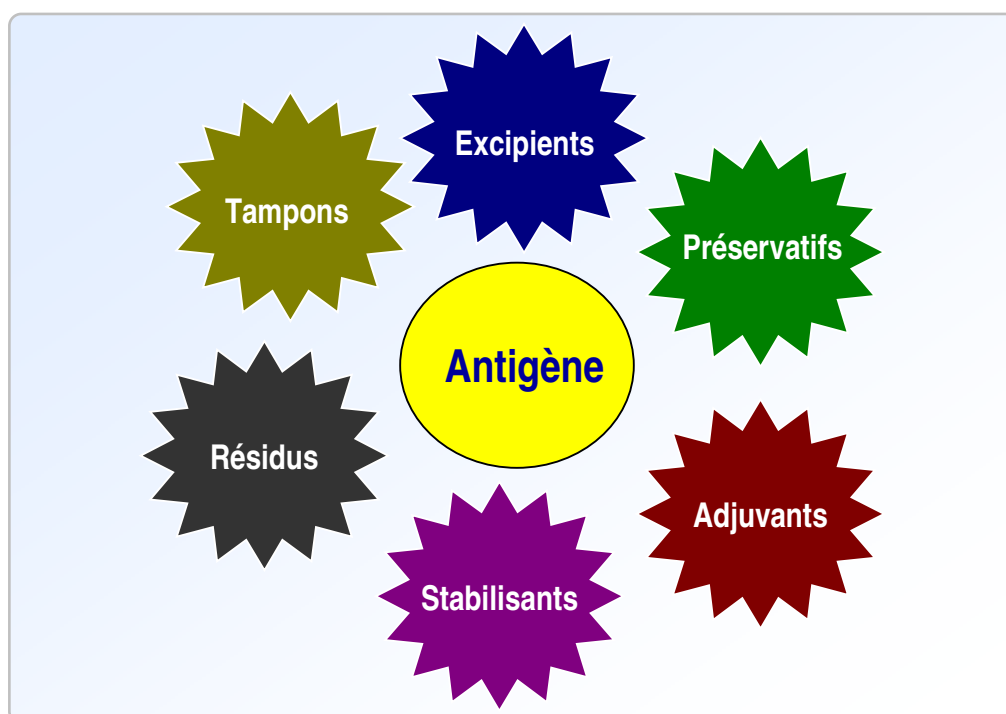 Excipients
Tampons
Préservatifs
Antigène
Résidus
Adjuvants
Stabilisants